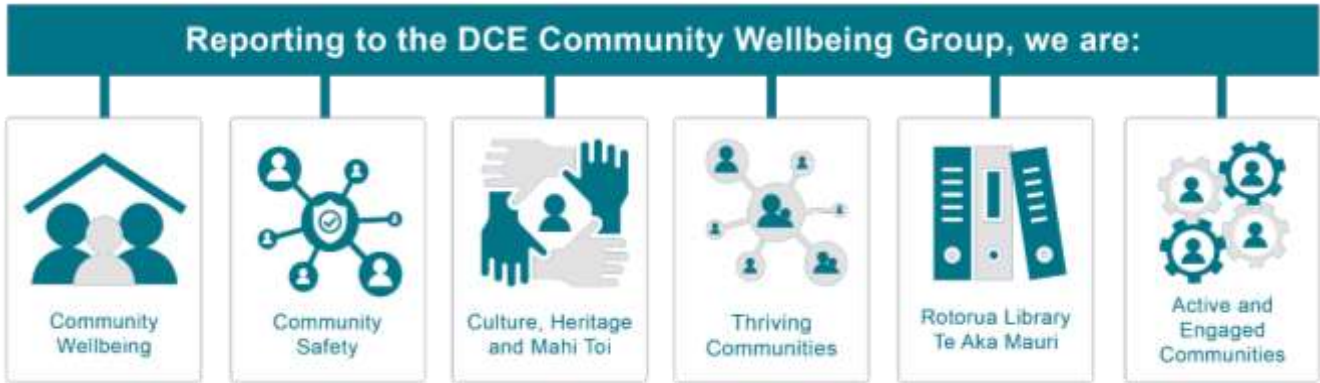 Reporting to the DCE Community Wellbeing Group, we are:
Community
Wellbeing
Community
Safety
Culture, Heritage
and Mahi Toi
Thriving
Communities
Rotorua Library
Te Aka Mauri
Active and
Engaged
Communities